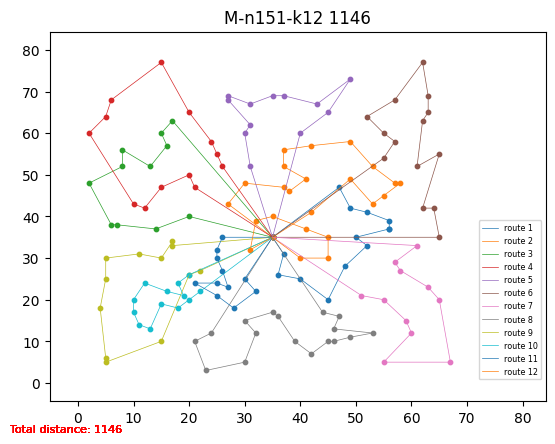 M-n151-k12 1146
80
70
60
50
40
30
20
10
0
0 10 20 30 40 50 60 70 80
route 1
route 2
route 3
route 4
route 5
route 6
route 7
route 8
route 9
route 10
route 11
route 12
Total distance: 1146